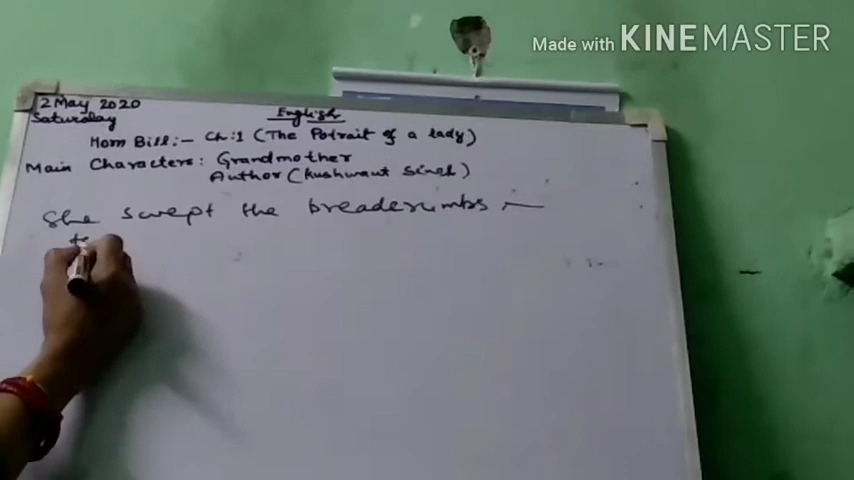 Made with KINEMASTER
2 May 2020
Saturday
English
Horn Bill:- Ch:1 (The Potrait of a lady)
Main Characters: Grandmother
Author (Kushwant Singh)
She swept the breadcrumbs —